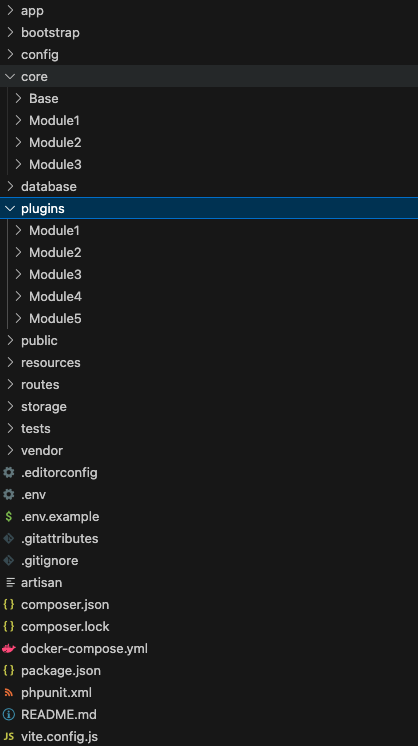 app
bootstrap
config
core
Base
Module1
Module2
Module3
database
plugins
Module1
Module2
Module3
Module4
Module5
public
resources
routes
storage
tests
vendor
.editorconfig
.env
$ .env.example
.gitattributes
.gitignore
artisan
{} composer.json
{} composer.lock
docker-compose.yml
{} package.json
phpunit.xml
README.md
JS vite.config.js